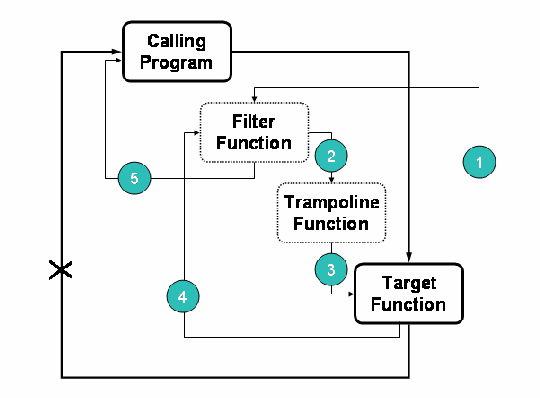 Calling
Program
Filter
Function
2
1
5
Trampoline
Function
3
4
Target
Function